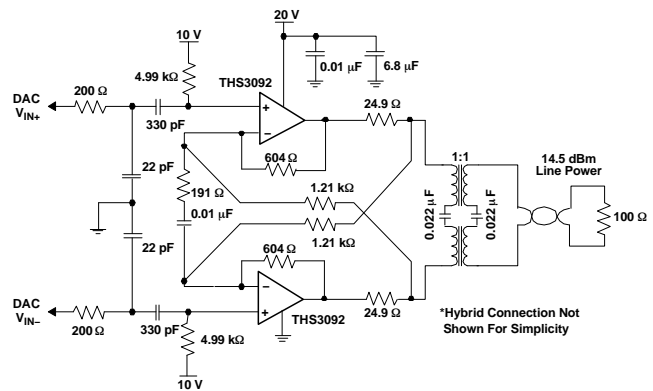 20 V
10 V
0.01 µF
6.8 µF
4.99 kΩ
THS3092
DAC
VIN+
200 Ω
24.9 Ω
330 pF
+
−
604 Ω
1:1
14.5 dBm
Line Power
22 pF
191 Ω
1.21 kΩ
0.022 µF
0.022 µF
100 Ω
0.01 µF
1.21 kΩ
22 pF
604 Ω
DAC
VIN−
−
+
24.9 Ω
*Hybrid Connection Not
Shown For Simplicity
200 Ω
330 pF
THS3092
4.99 kΩ
10 V